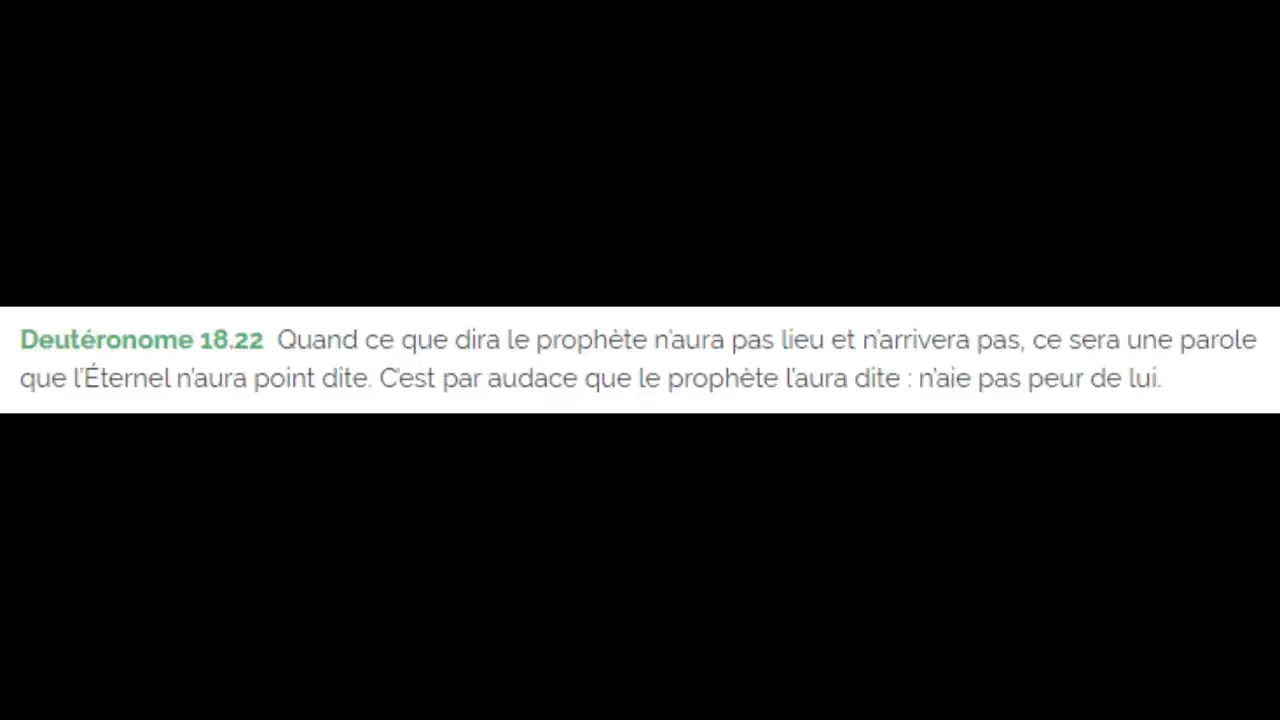 Deutéronome 18.22 Quand ce que dira le prophète n'aura pas lieu et n'arrivera pas, ce sera une parole
que l'Éternel n'aura point dite. C'est par audace que le prophète l'aura dite : n'aie pas peur de lui.